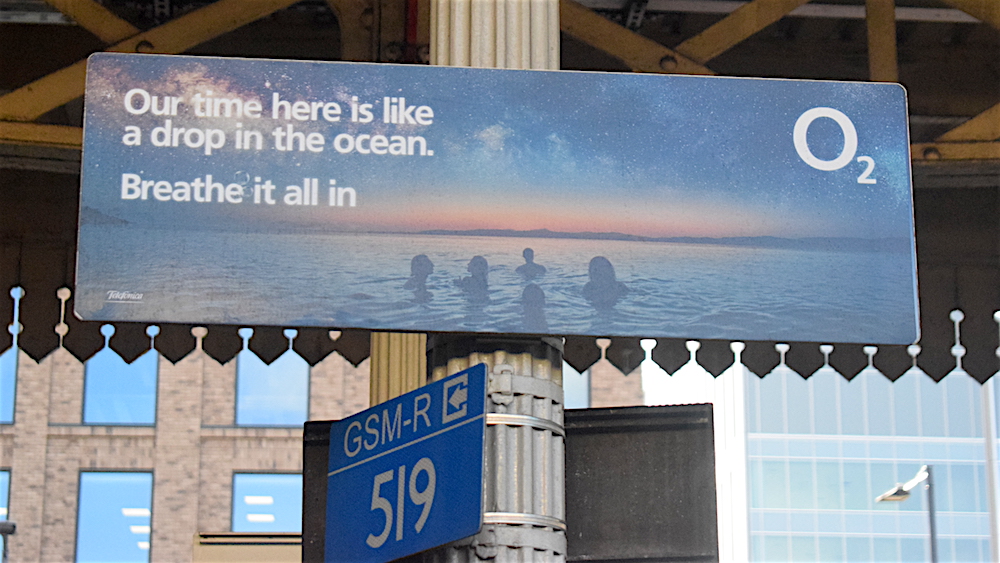 Our time here is like
a drop in the ocean.
Breathe it all in
O2
Telefónica
GSM-R
519